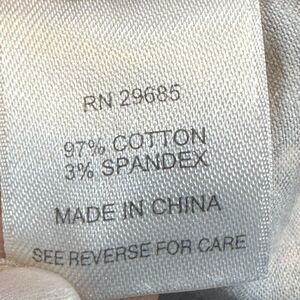 RN 29685
97% COTTON
3% SPANDEX
MADE IN CHINA
SEE REVERSE FOR CARE